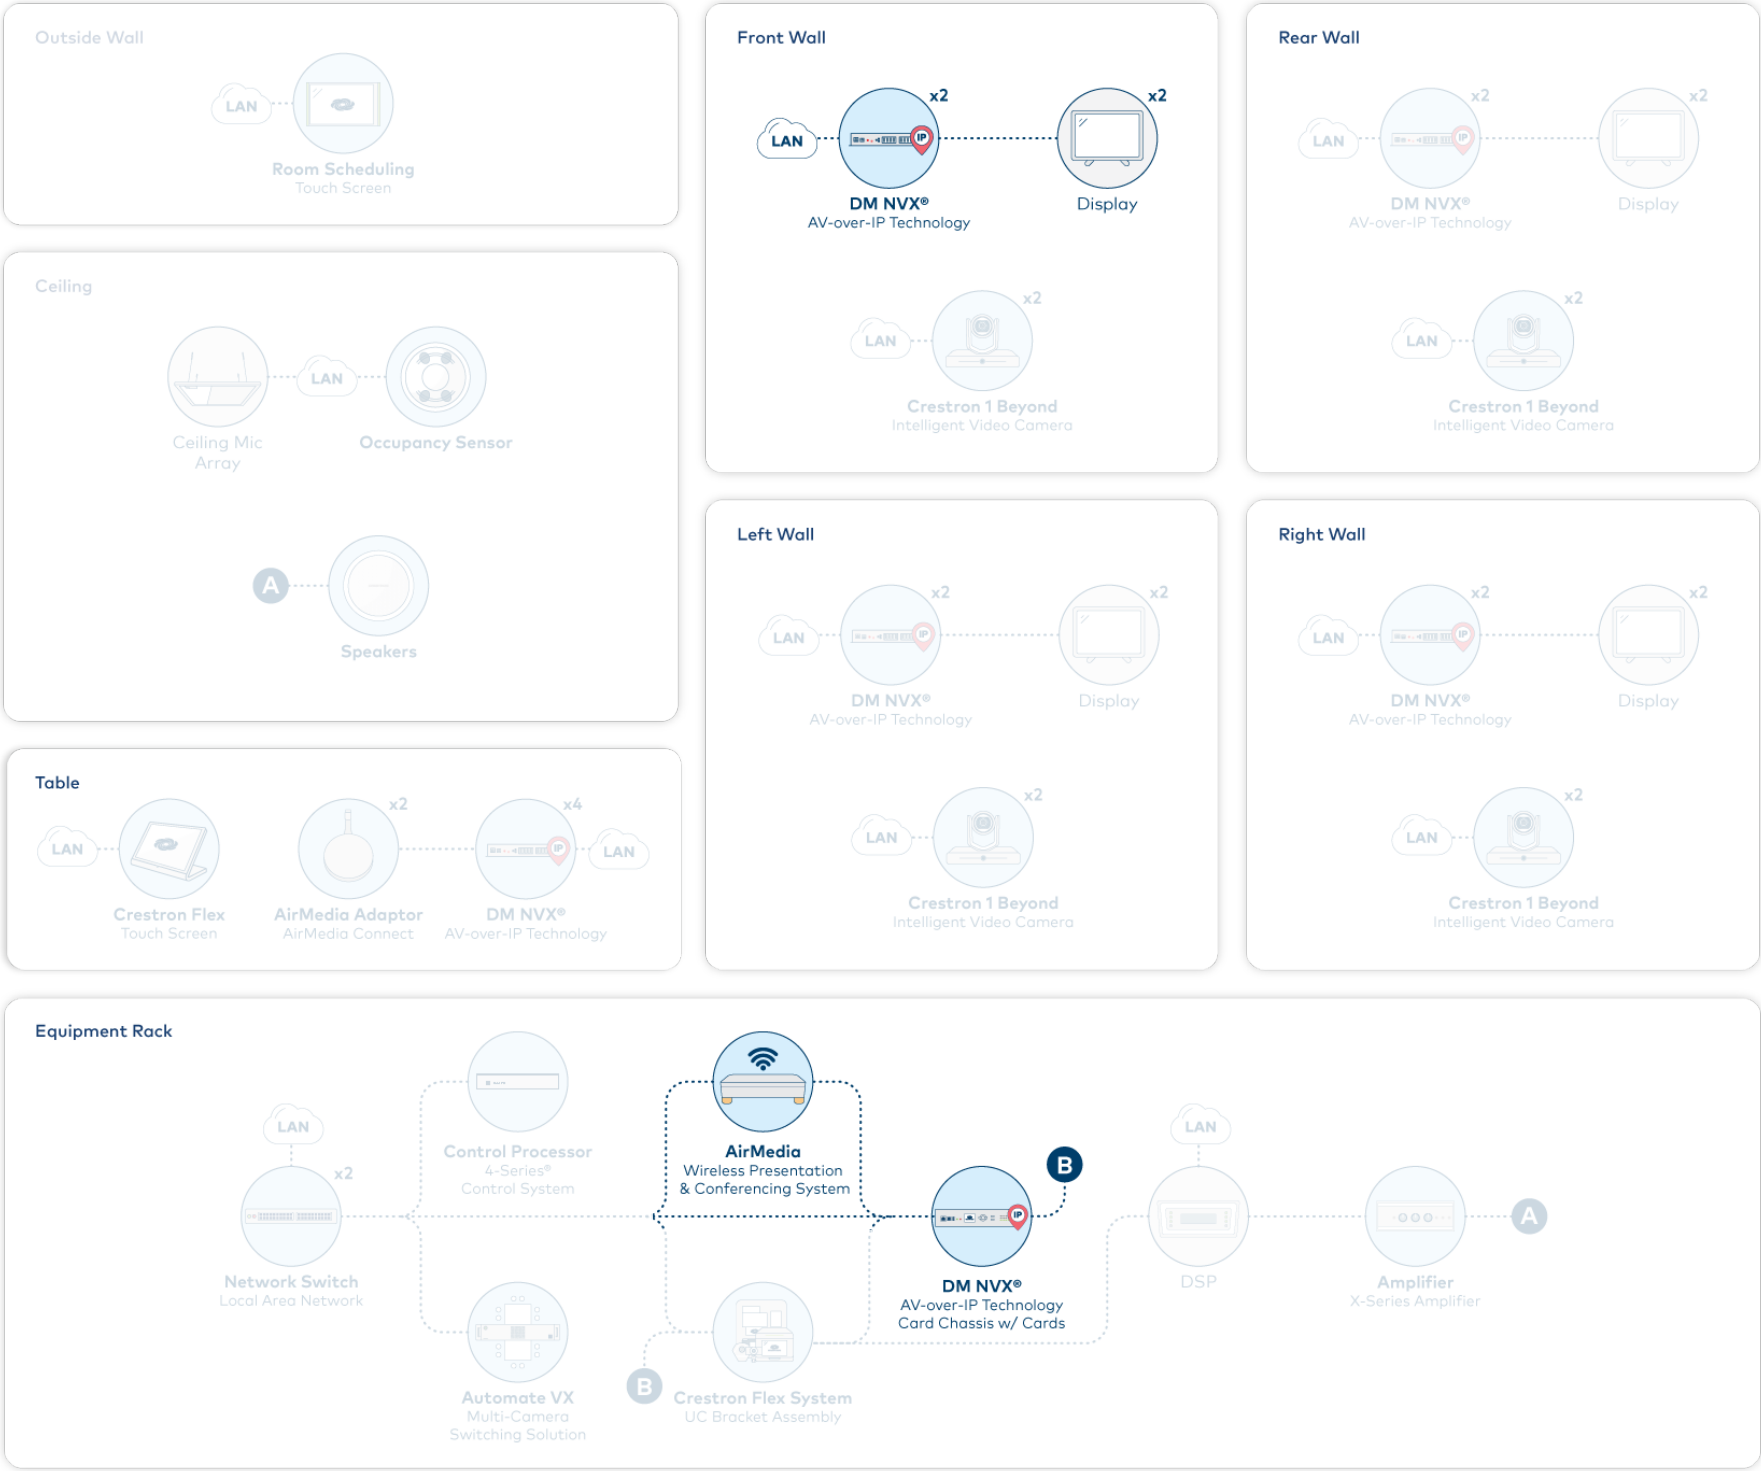 Outside Wall
LAN
Room Scheduling
Touch Screen
Ceiling
LAN
Ceiling Mic
Array
Occupancy Sensor
A
Speakers
Table
x2
x4
LAN
IP
LAN
Crestron Flex
Touch Screen
AirMedia Adaptor
AirMedia Connect
DM NVX®
AV-over-IP Technology
Front Wall
x2
x2
LAN
IP
DM NVX®
AV-over-IP Technology
Display
x2
LAN
Crestron 1 Beyond
Intelligent Video Camera
Rear Wall
x2
x2
LAN
IP
DM NVX®
AV-over-IP Technology
Display
x2
LAN
Crestron 1 Beyond
Intelligent Video Camera
Left Wall
x2
x2
LAN
IP
DM NVX®
AV-over-IP Technology
Display
x2
LAN
Crestron 1 Beyond
Intelligent Video Camera
Right Wall
x2
x2
LAN
IP
DM NVX®
AV-over-IP Technology
Display
x2
LAN
Crestron 1 Beyond
Intelligent Video Camera
Equipment Rack
LAN
x2
Network Switch
Local Area Network
Control Processor
4-Series®
Control System
Automate VX
Multi-Camera
Switching Solution
AirMedia
Wireless Presentation
& Conferencing System
B
Crestron Flex System
UC Bracket Assembly
B
IP
DM NVX®
AV-over-IP Technology
Card Chassis w/ Cards
LAN
DSP
Amplifier
X-Series Amplifier
A